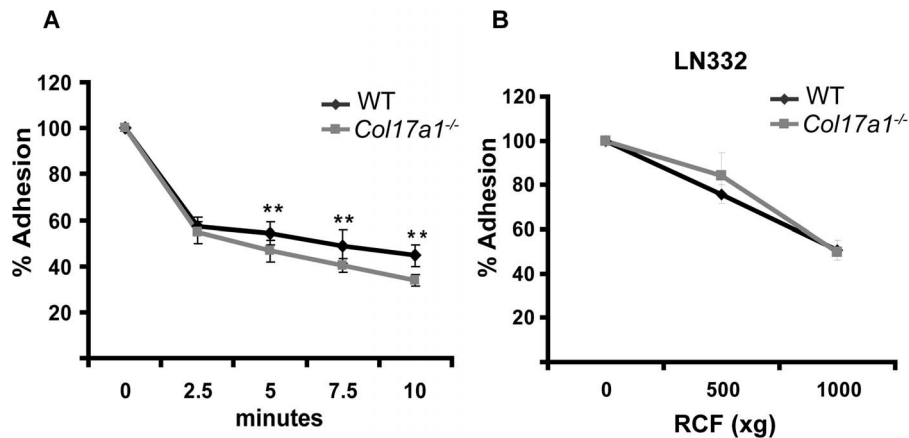 A
120
100
80
60
40
20
% Adhesion
WT
Col17a1-/-
**
**
**
0 2.5 5 7.5 10
minutes
B
LN332
120
100
80
60
40
20
% Adhesion
WT
Col17a1-/-
0 500 1000
RCF (xg)